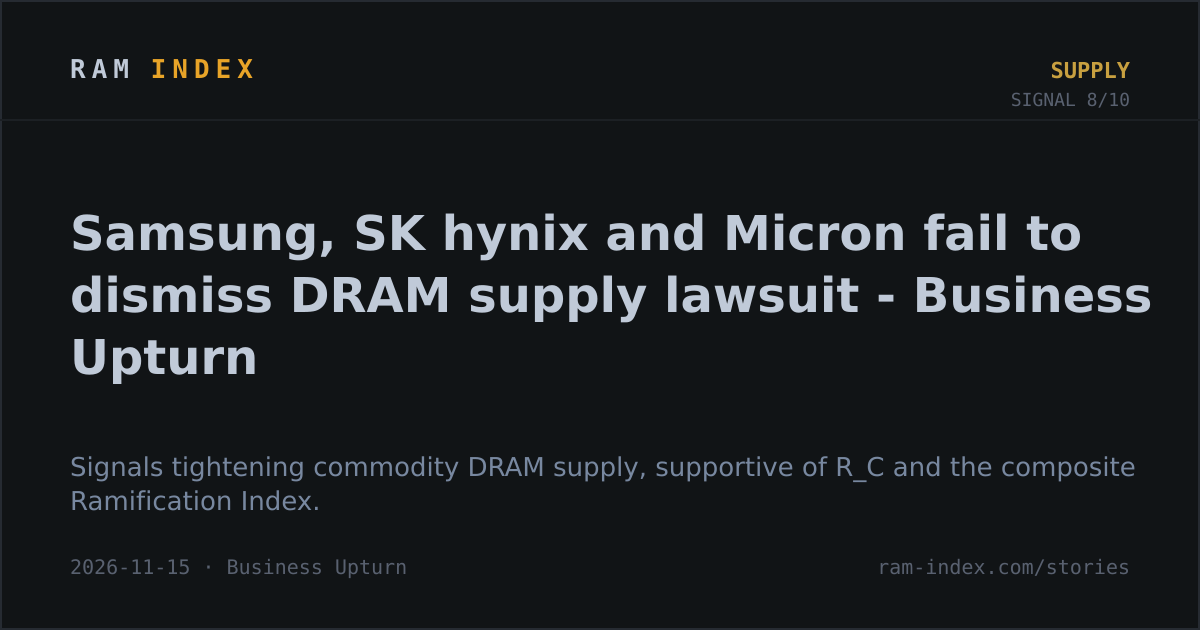 RAM INDEX
SUPPLY
SIGNAL 8/10
Samsung, SK hynix and Micron fail to
dismiss DRAM supply lawsuit - Business
Upturn
Signals tightening commodity DRAM supply, supportive of R_C and the composite
Ramification Index.
2026-11-15 · Business Upturn
ram-index.com/stories